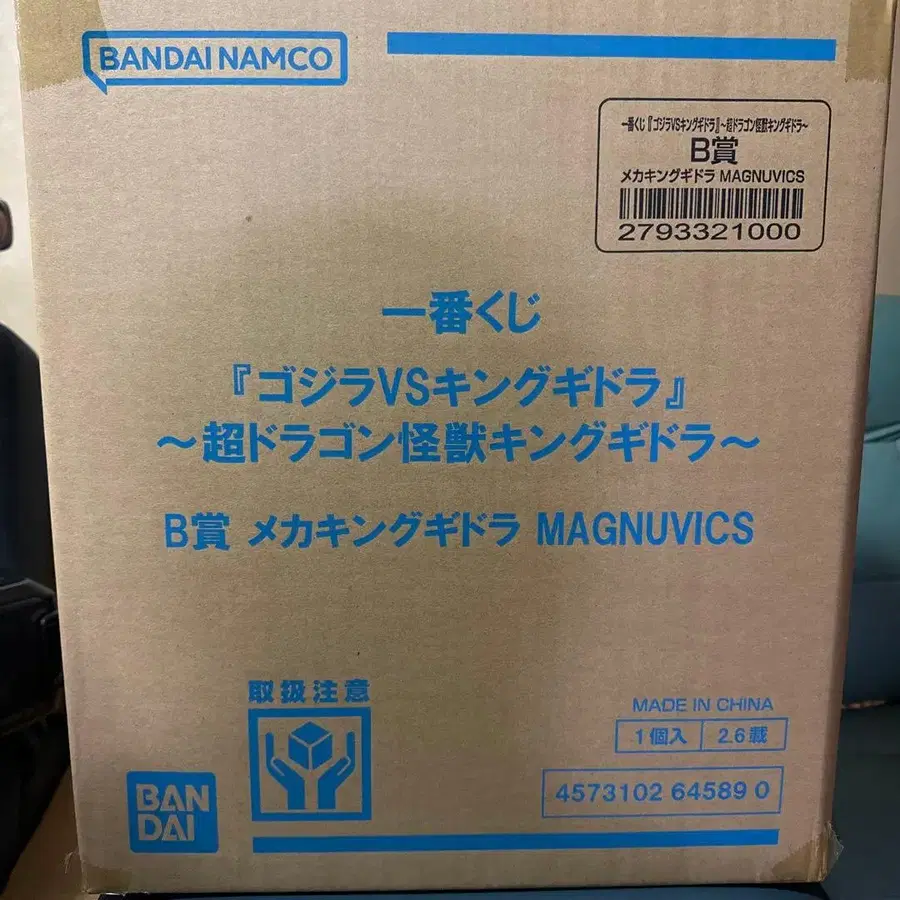 BANDAI NAMCO
一番くじ『ゴジラVSキングギドラ』～超ドラゴン怪獣キングギドラ～
B賞
メカキングギドラ MAGNUVICS
2793321000
一番くじ
『ゴジラVSキングギドラ』
～超ドラゴン怪獣キングギドラ～
B賞 メカキングギドラ MAGNUVICS
取扱注意
MADE IN CHINA
1個入 2.6載
4573102 64589 0
BAN
DAI